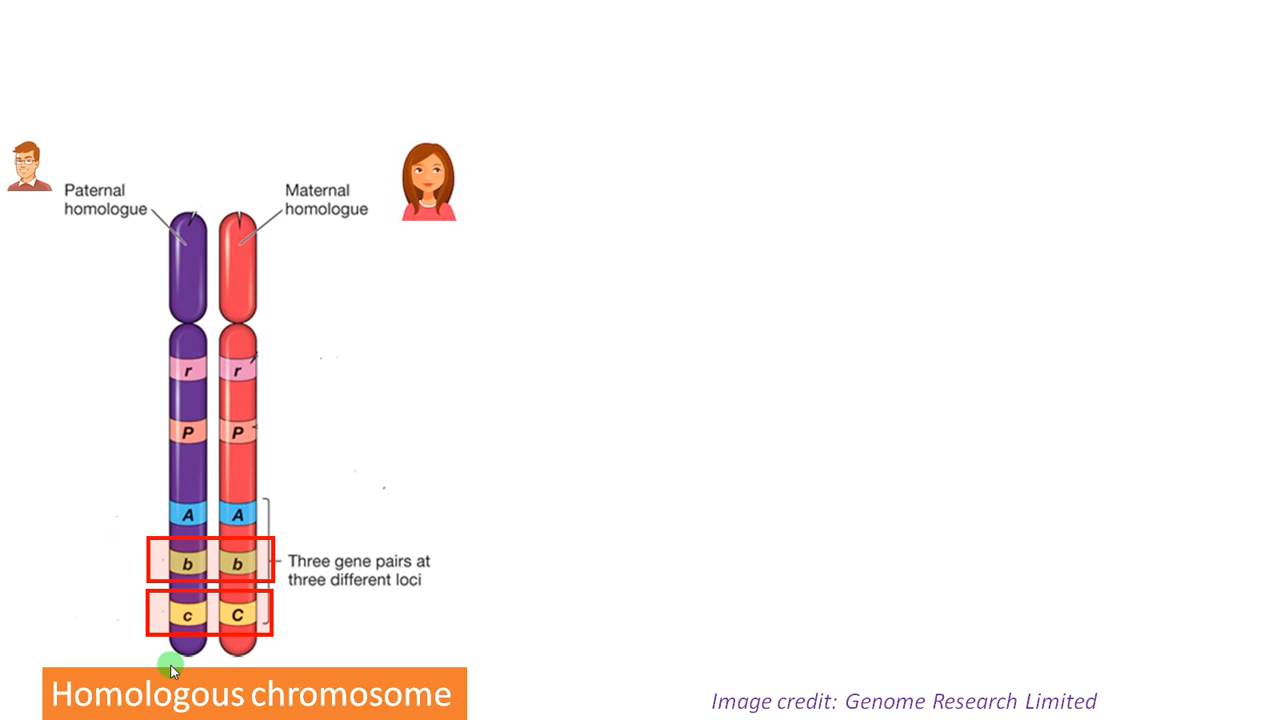 Paternal
homologue
Maternal
homologue
r r
P P
A A
b b
c C
Three gene pairs at
three different loci
Homologous chromosome
Image credit: Genome Research Limited